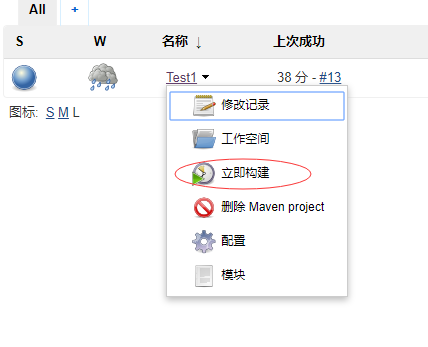 All +
S W 名称 ↓ 上次成功
Test1 38 分 - #13
图标: S M L
修改记录
工作空间
立即构建
删除 Maven project
配置
模块